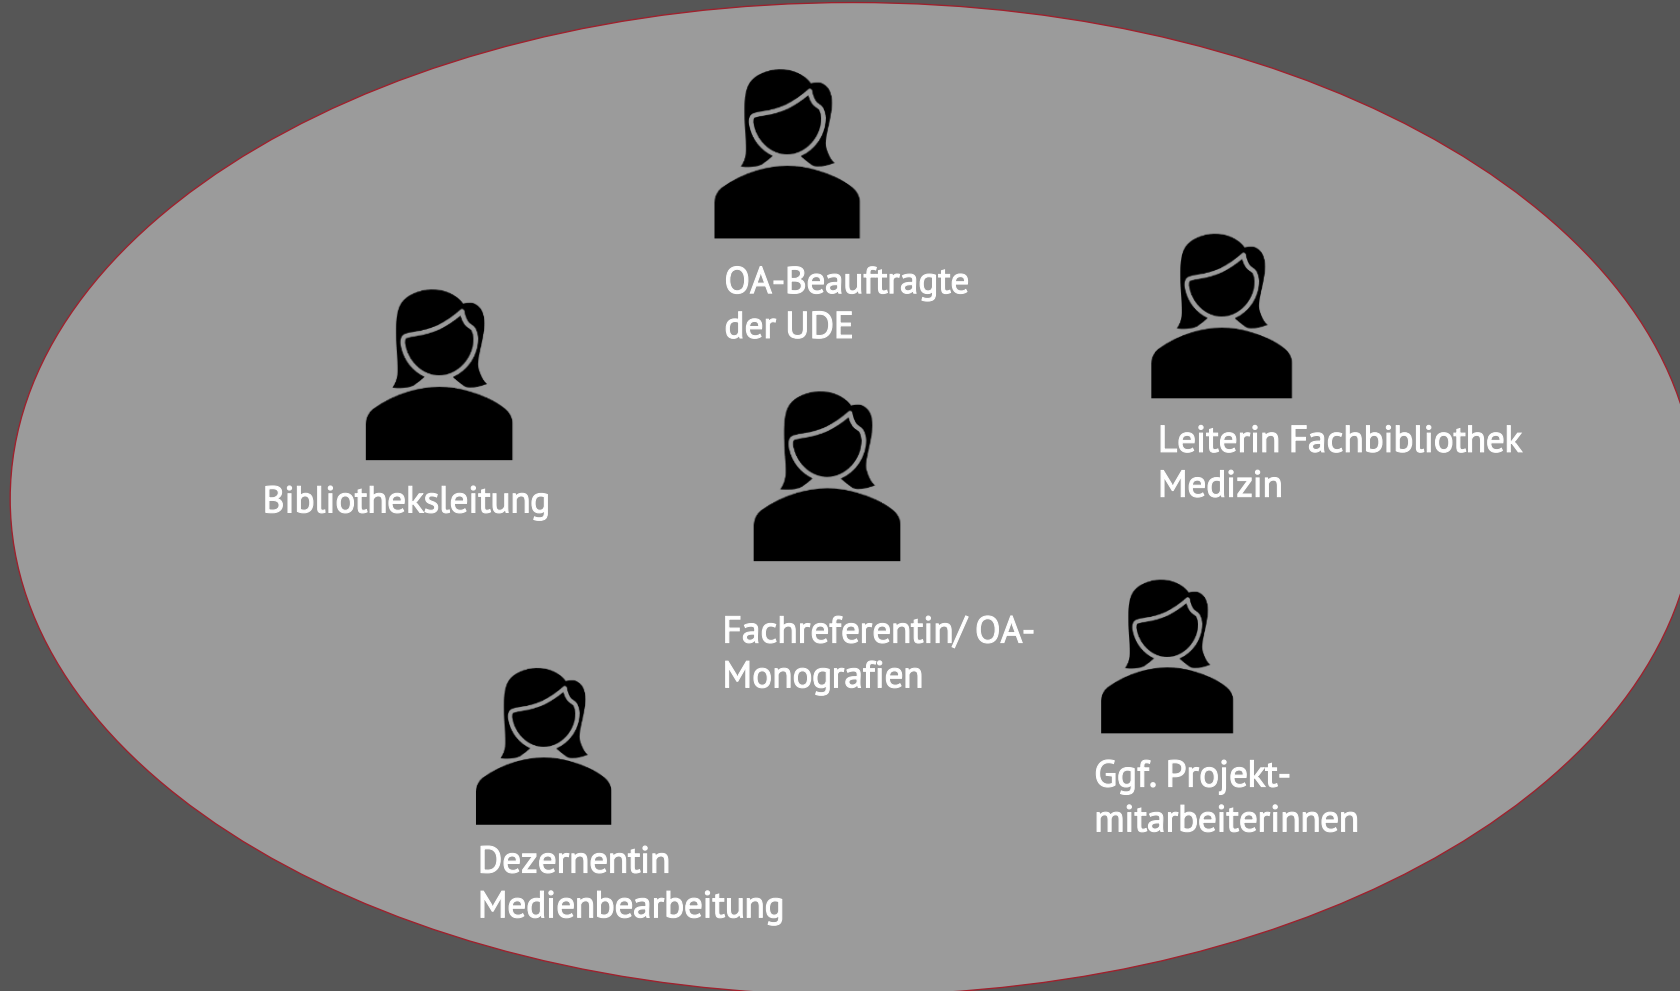 OA-Beauftragte
der UDE
Leiterin Fachbibliothek
Medizin
Bibliotheksleitung
Fachreferentin/ OA-
Monografien
Ggf. Projekt-
mitarbeiterinnen
Dezernentin
Medienbearbeitung